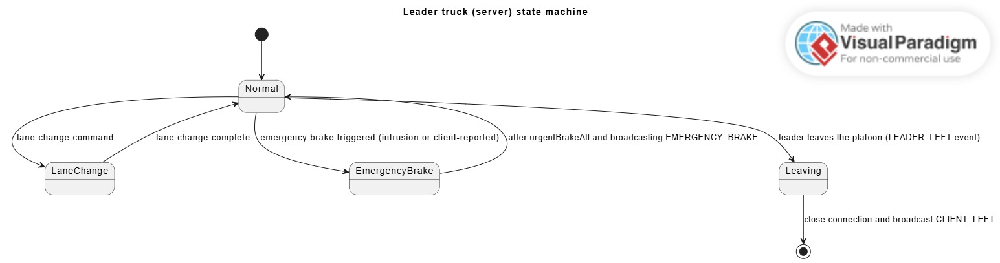 Leader truck (server) state machine
Made with
Visual Paradigm
For non-commercial use
Normal
lane change command
lane change complete
emergency brake triggered (intrusion or client-reported)
after urgentBrakeAll and broadcasting EMERGENCY_BRAKE
leader leaves the platoon (LEADER_LEFT event)
LaneChange
EmergencyBrake
Leaving
close connection and broadcast CLIENT_LEFT